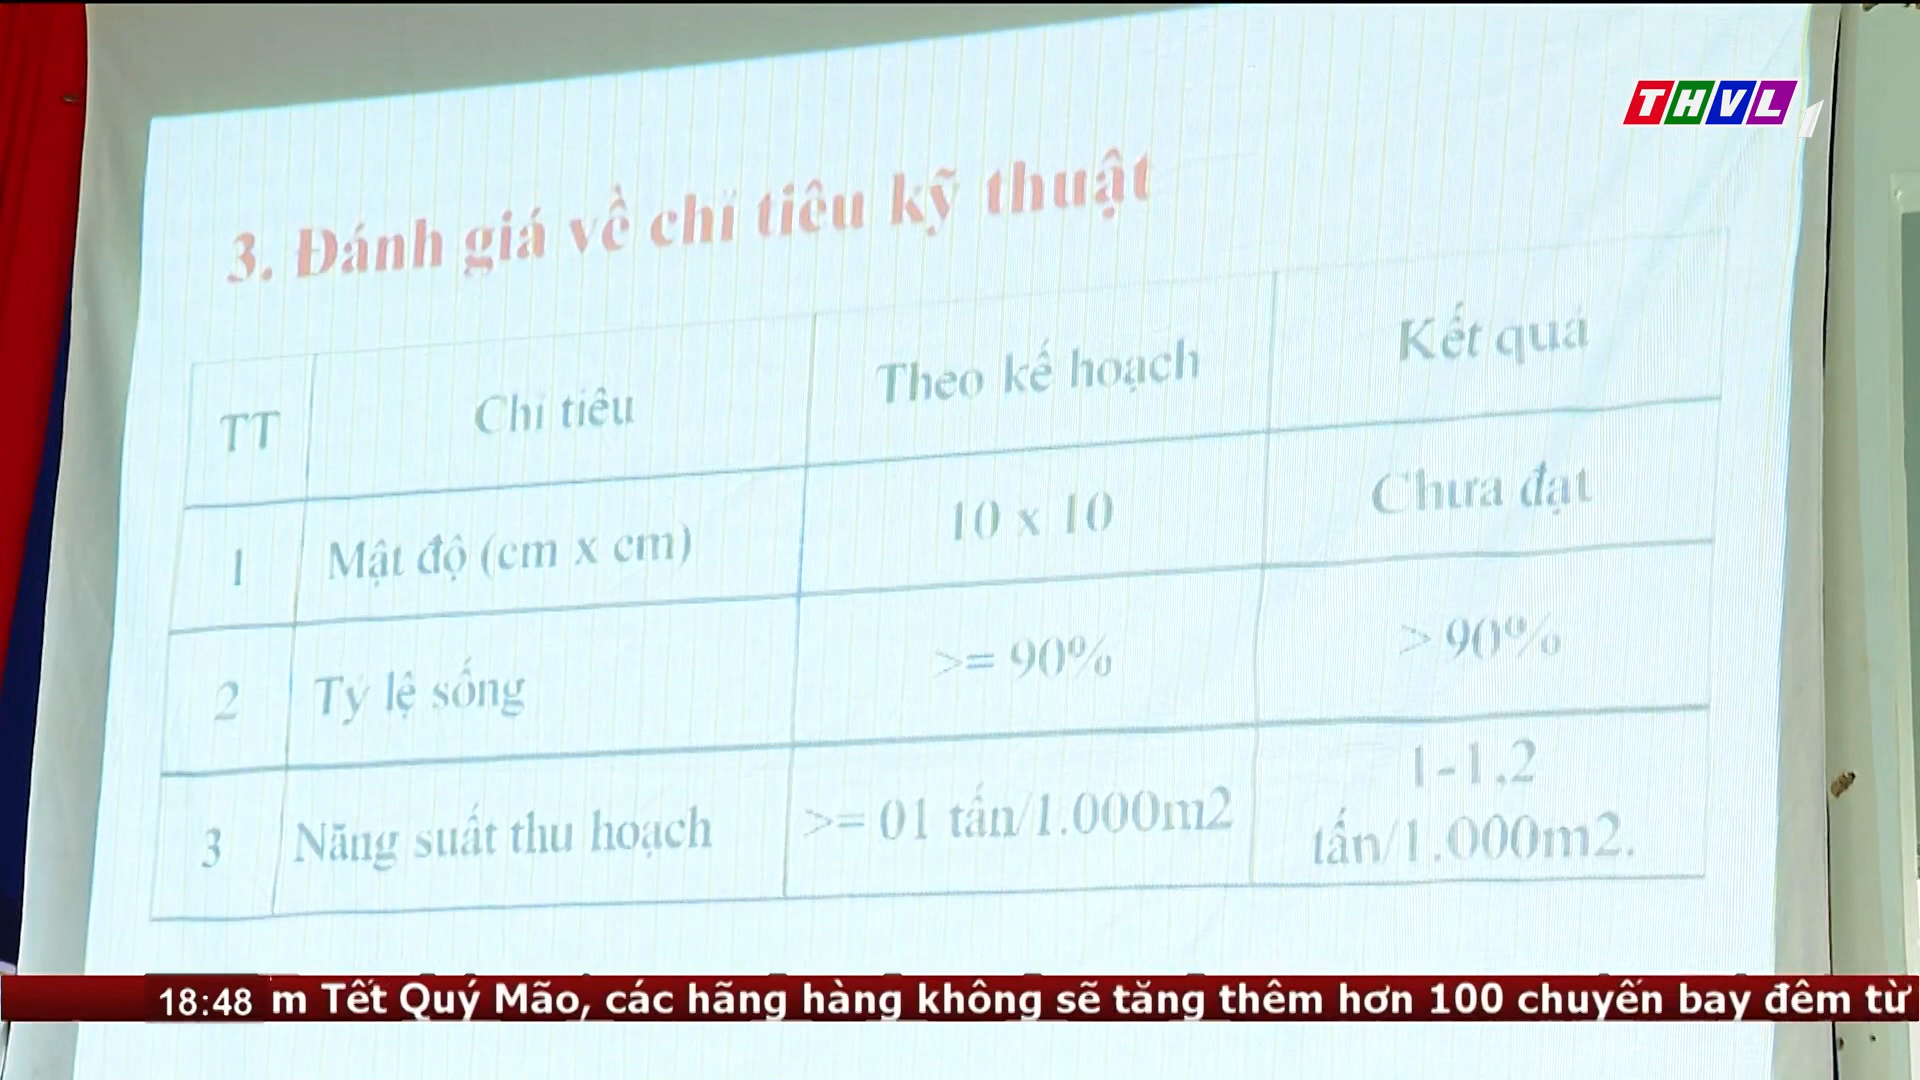 THVL1
3. Đánh giá về chỉ tiêu kỹ thuật
TT Chỉ tiêu Theo kế hoạch Kết quả
1 Mật độ (cm x cm) 10 x 10 Chưa đạt
2 Tỷ lệ sống >= 90% > 90%
3 Năng suất thu hoạch >= 01 tấn/1.000m2 1-1,2
tấn/1.000m2.
18:48 m Tết Quý Mão, các hãng hàng không sẽ tăng thêm hơn 100 chuyến bay đêm từ